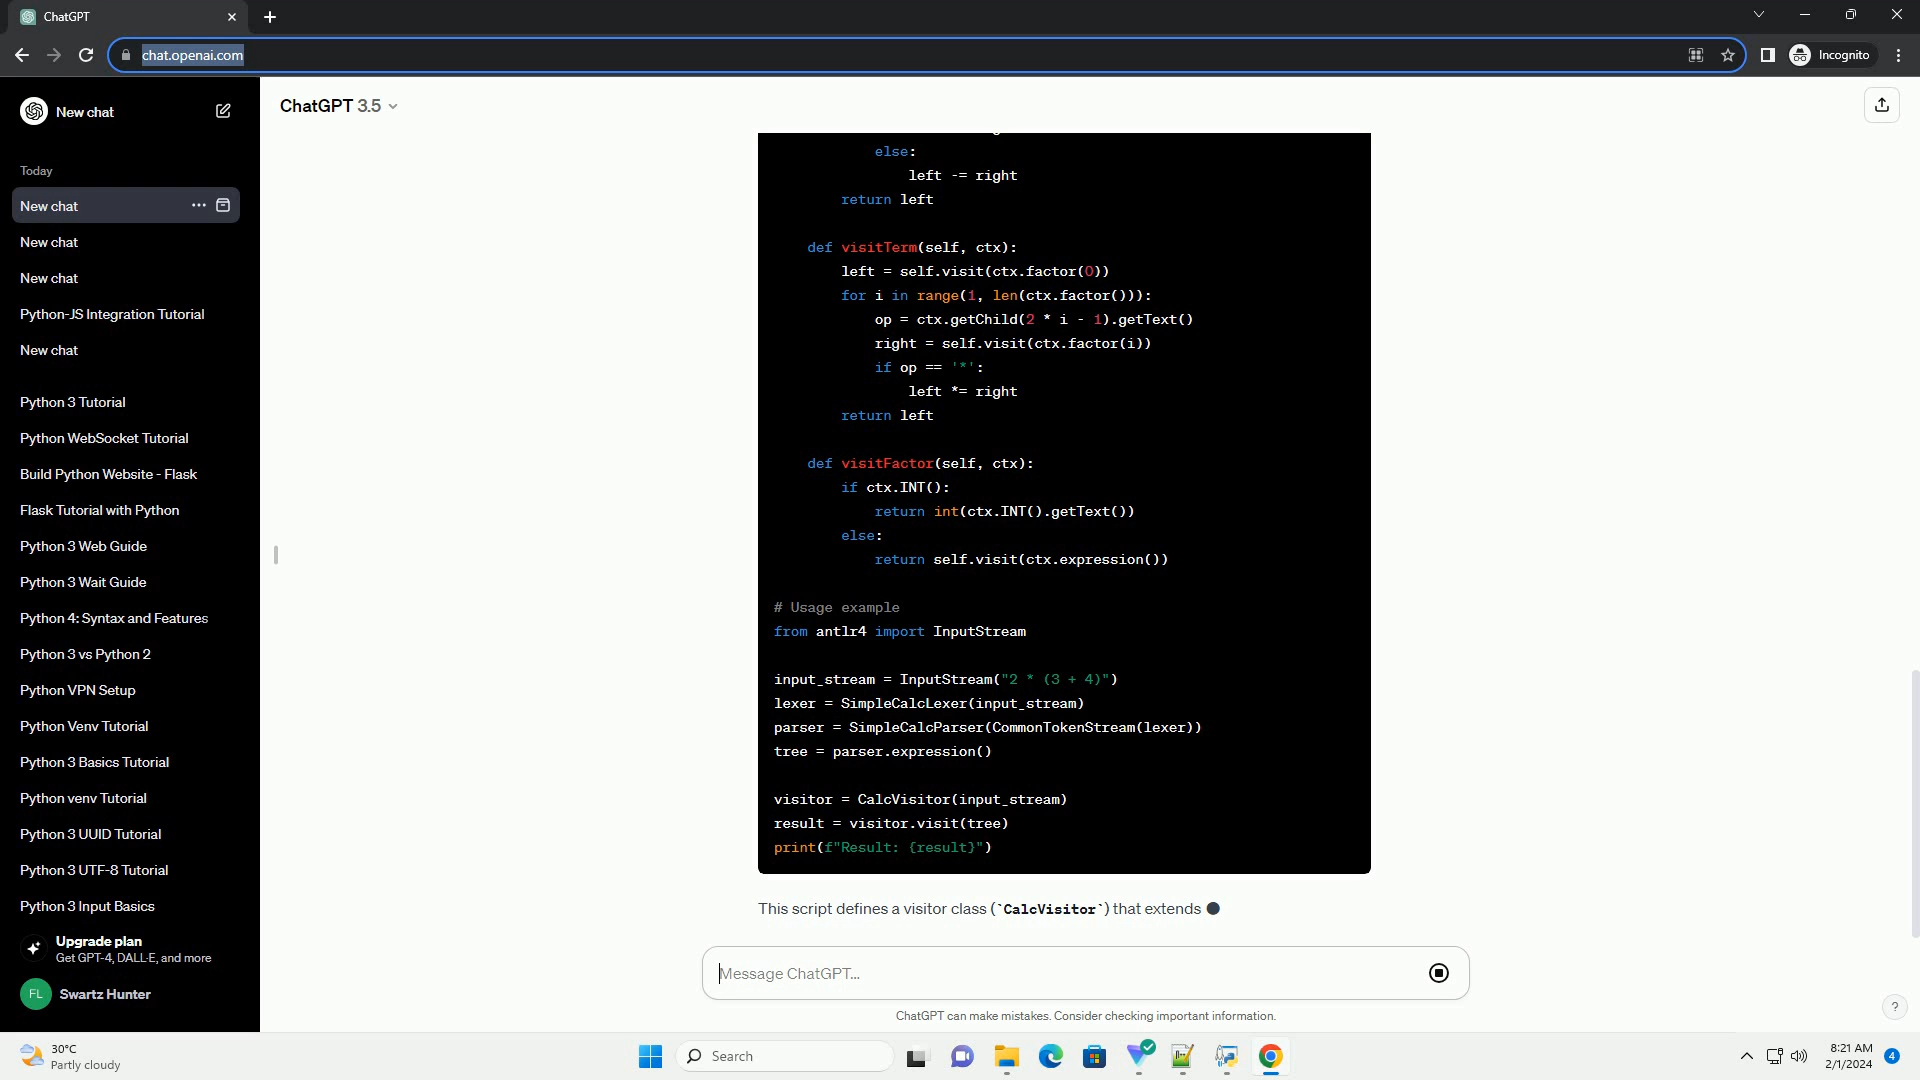 ChatGPT
chat.openai.com
Incognito
New chat
ChatGPT 3.5
Today
New chat
New chat
New chat
Python-JS Integration Tutorial
New chat
Python 3 Tutorial
Python WebSocket Tutorial
Build Python Website - Flask
Flask Tutorial with Python
Python 3 Web Guide
Python 3 Wait Guide
Python 4: Syntax and Features
Python 3 vs Python 2
Python VPN Setup
Python Venv Tutorial
Python 3 Basics Tutorial
Python venv Tutorial
Python 3 UUID Tutorial
Python 3 UTF-8 Tutorial
Python 3 Input Basics
Upgrade plan
Get GPT-4, DALL·E, and more
FL
Swartz Hunter
else:
left -= right
return left
def visitTerm(self, ctx):
left = self.visit(ctx.factor(0))
for i in range(1, len(ctx.factor())):
op = ctx.getChild(2 * i - 1).getText()
right = self.visit(ctx.factor(i))
if op == '*':
left *= right
return left
def visitFactor(self, ctx):
if ctx.INT():
return int(ctx.INT().getText())
else:
return self.visit(ctx.expression())
# Usage example
from antlr4 import InputStream
input_stream = InputStream("2 * (3 + 4)")
lexer = SimpleCalcLexer(input_stream)
parser = SimpleCalcParser(CommonTokenStream(lexer))
tree = parser.expression()
visitor = CalcVisitor(input_stream)
result = visitor.visit(tree)
print(f"Result: {result}")
This script defines a visitor class (`CalcVisitor`) that extends
Message ChatGPT...
ChatGPT can make mistakes. Consider checking important information.
?
30°C
Partly cloudy
Search
8:21 AM
2/1/2024
4